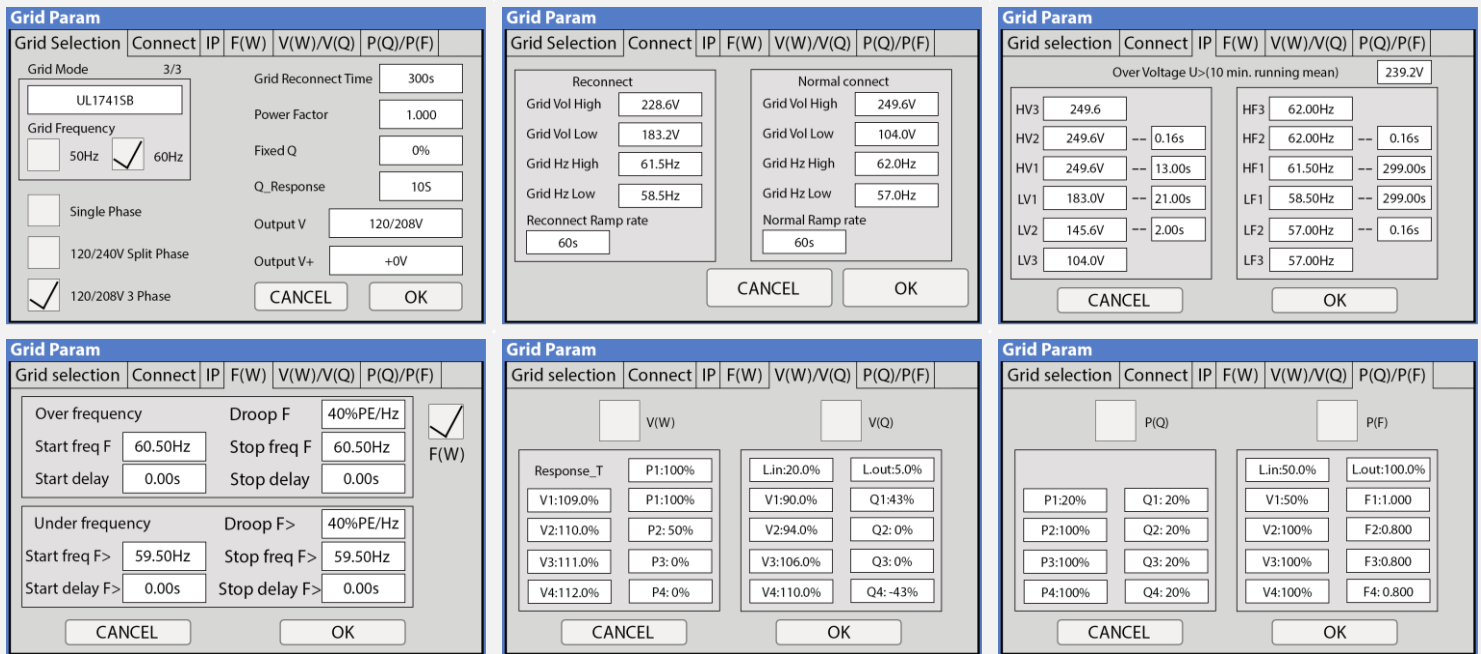 Grid Param
Grid Selection Connect IP F(W) V(W)/V(Q) P(Q)/P(F)
Grid Mode 3/3
UL1741SB
Grid Frequency
50Hz 60Hz
Single Phase
120/240V Split Phase
120/208V 3 Phase
Grid Reconnect Time 300s
Power Factor 1.000
Fixed Q 0%
Q_Response 10S
Output V 120/208V
Output V+ +0V
CANCEL OK
Grid Param
Grid Selection Connect IP F(W) V(W)/V(Q) P(Q)/P(F)
Reconnect
Grid Vol High 228.6V
Grid Vol Low 183.2V
Grid Hz High 61.5Hz
Grid Hz Low 58.5Hz
Reconnect Ramp rate
60s
Normal connect
Grid Vol High 249.6V
Grid Vol Low 104.0V
Grid Hz High 62.0Hz
Grid Hz Low 57.0Hz
Normal Ramp rate
60s
CANCEL OK
Grid Param
Grid selection Connect IP F(W) V(W)/V(Q) P(Q)/P(F)
Over Voltage U>(10 min. running mean) 239.2V
HV3 249.6
HV2 249.6V -- 0.16s
HV1 249.6V -- 13.00s
LV1 183.0V -- 21.00s
LV2 145.6V -- 2.00s
LV3 104.0V
HF3 62.00Hz
HF2 62.00Hz -- 0.16s
HF1 61.50Hz -- 299.00s
LF1 58.50Hz -- 299.00s
LF2 57.00Hz -- 0.16s
LF3 57.00Hz
CANCEL OK
Grid Param
Grid selection Connect IP F(W) V(W)/V(Q) P(Q)/P(F)
Over frequency Droop F 40%PE/Hz
Start freq F 60.50Hz Stop freq F 60.50Hz
Start delay 0.00s Stop delay 0.00s
F(W)
Under frequency Droop F> 40%PE/Hz
Start freq F> 59.50Hz Stop freq F> 59.50Hz
Start delay F> 0.00s Stop delay F> 0.00s
CANCEL OK
Grid Param
Grid selection Connect IP F(W) V(W)/V(Q) P(Q)/P(F)
V(W) V(Q)
Response_T P1:100%
V1:109.0% P1:100%
V2:110.0% P2: 50%
V3:111.0% P3: 0%
V4:112.0% P4: 0%
L.in:20.0% L.out:5.0%
V1:90.0% Q1:43%
V2:94.0% Q2: 0%
V3:106.0% Q3: 0%
V4:110.0% Q4: -43%
CANCEL OK
Grid Param
Grid selection Connect IP F(W) V(W)/V(Q) P(Q)/P(F)
P(Q) P(F)
P1:20% Q1: 20%
P2:100% Q2: 20%
P3:100% Q3: 20%
P4:100% Q4: 20%
L.in:50.0% L.out:100.0%
V1:50% F1:1.000
V2:100% F2:0.800
V3:100% F3:0.800
V4:100% F4: 0.800
CANCEL OK